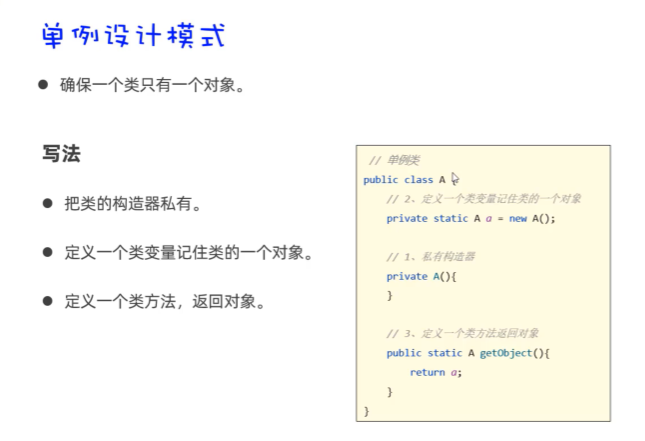 单例设计模式
● 确保一个类只有一个对象。
写法
● 把类的构造器私有。
● 定义一个类变量记住类的一个对象。
● 定义一个类方法，返回对象。
// 单例类
public class A {
// 2、定义一个类变量记住类的一个对象
private static A a = new A();
// 1、私有构造器
private A(){
}
// 3、定义一个类方法返回对象
public static A getObject(){
return a;
}
}